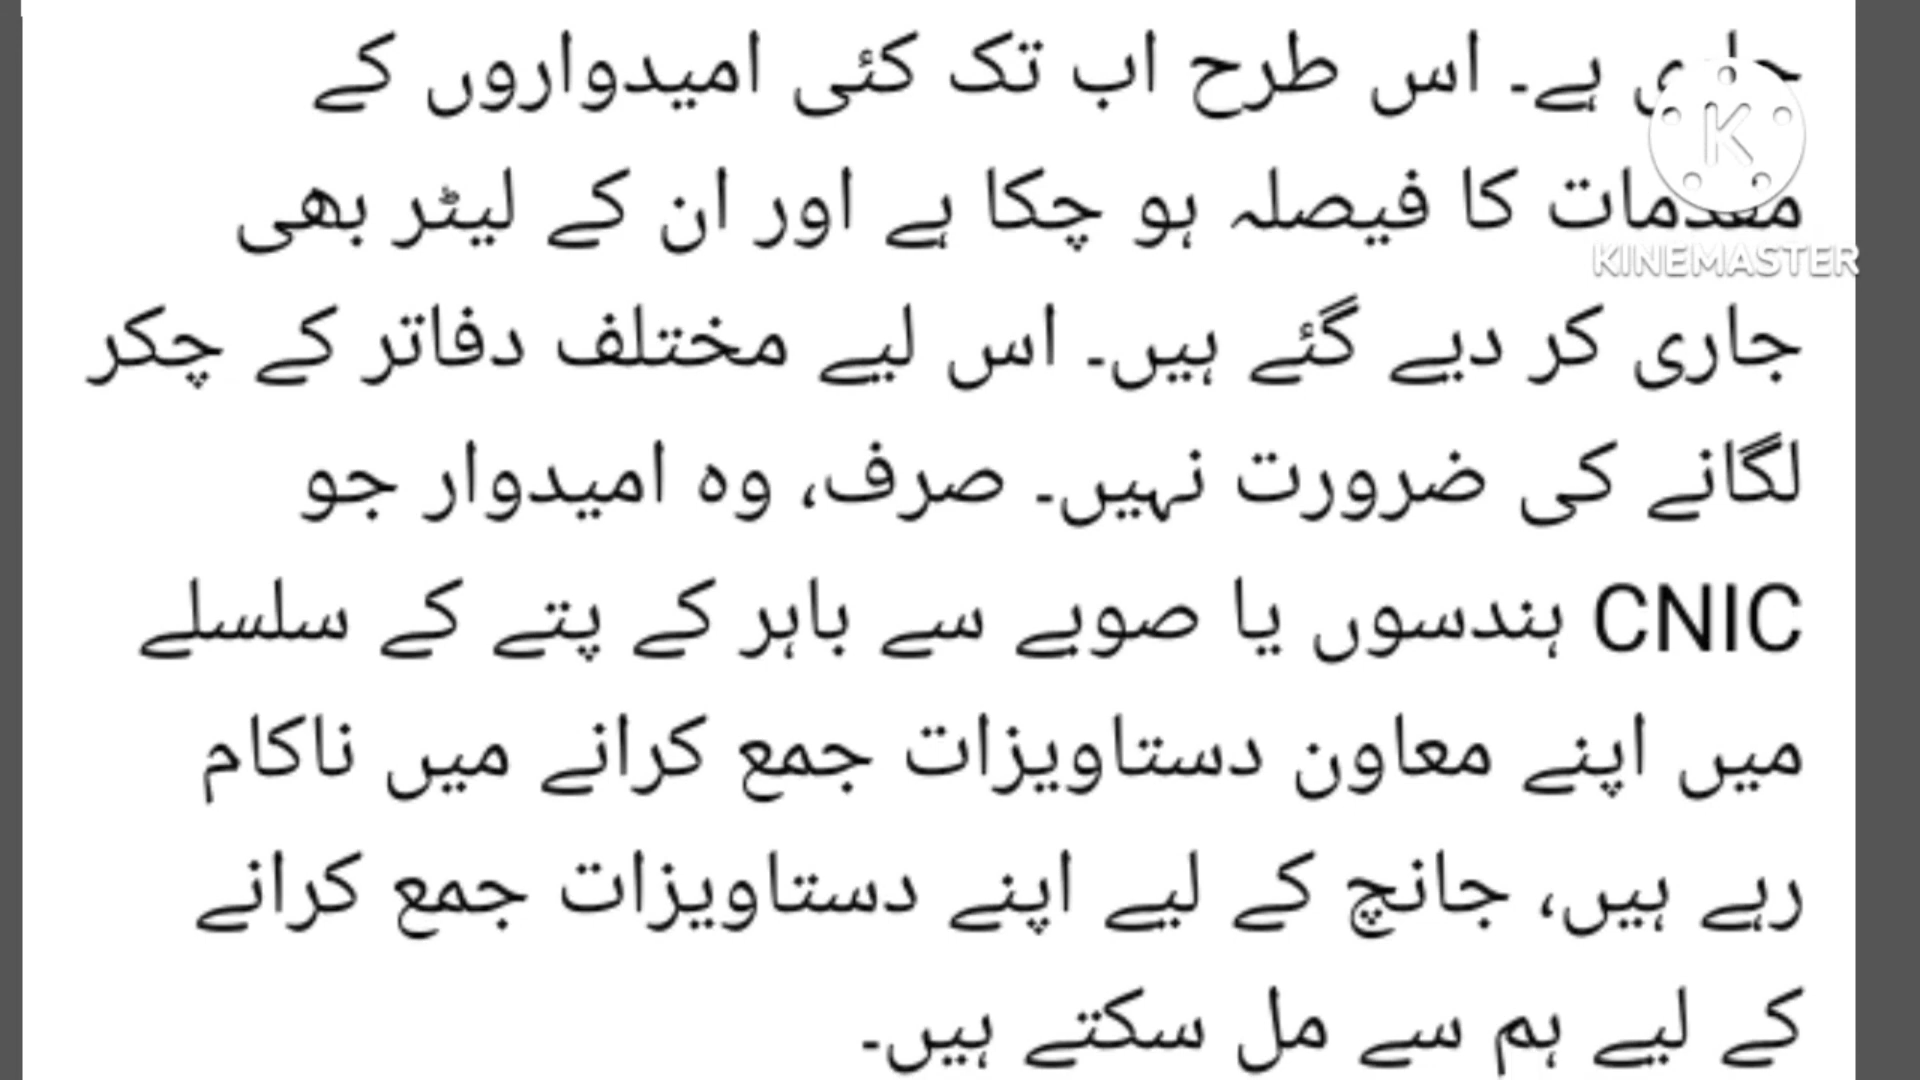 جاری ہے۔ اس طرح اب تک کئی امیدواروں کے
مقدمات کا فیصلہ ہو چکا ہے اور ان کے لیٹر بھی
جاری کر دیے گئے ہیں۔ اس لیے مختلف دفاتر کے چکر
لگانے کی ضرورت نہیں۔ صرف، وہ امیدوار جو
CNIC ہندسوں یا صوبے سے باہر کے پتے کے سلسلے
میں اپنے معاون دستاویزات جمع کرانے میں ناکام
رہے ہیں، جانچ کے لیے اپنے دستاویزات جمع کرانے
کے لیے ہم سے مل سکتے ہیں۔
K
KINEMASTER